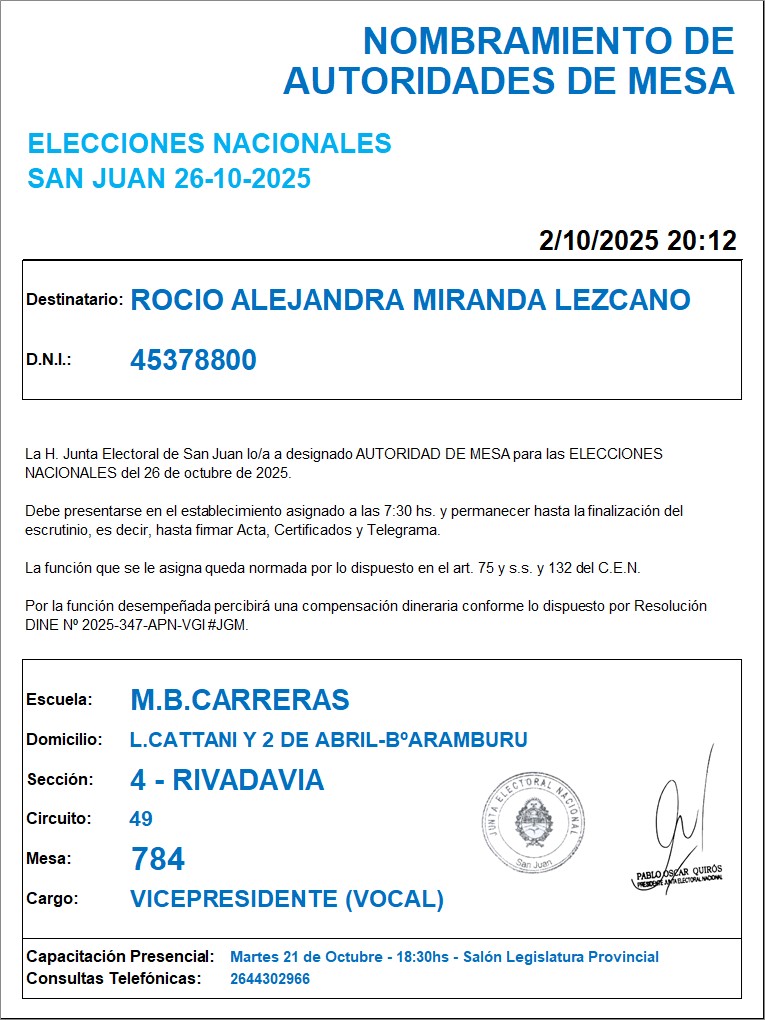 NOMBRAMIENTO DE
AUTORIDADES DE MESA
ELECCIONES NACIONALES
SAN JUAN 26-10-2025
2/10/2025 20:12
Destinatario: ROCIO ALEJANDRA MIRANDA LEZCANO
D.N.I.: 45378800
La H. Junta Electoral de San Juan lo/a a designado AUTORIDAD DE MESA para las ELECCIONES
NACIONALES del 26 de octubre de 2025.
Debe presentarse en el establecimiento asignado a las 7:30 hs. y permanecer hasta la finalización del
escrutinio, es decir, hasta firmar Acta, Certificados y Telegrama.
La función que se le asigna queda normada por lo dispuesto en el art. 75 y s.s. y 132 del C.E.N.
Por la función desempeñada percibirá una compensación dineraria conforme lo dispuesto por Resolución
DINE Nº 2025-347-APN-VGI#JGM.
Escuela: M.B.CARRERAS
Domicilio: L.CATTANI Y 2 DE ABRIL-BºARAMBURU
Sección: 4 - RIVADAVIA
Circuito: 49
Mesa: 784
Cargo: VICEPRESIDENTE (VOCAL)
JUNTA ELECTORAL NACIONAL
San Juan
PABLO OSCAR QUIRÓS
PRESIDENTE JUNTA ELECTORAL NACIONAL
Capacitación Presencial: Martes 21 de Octubre - 18:30hs - Salón Legislatura Provincial
Consultas Telefónicas: 2644302966